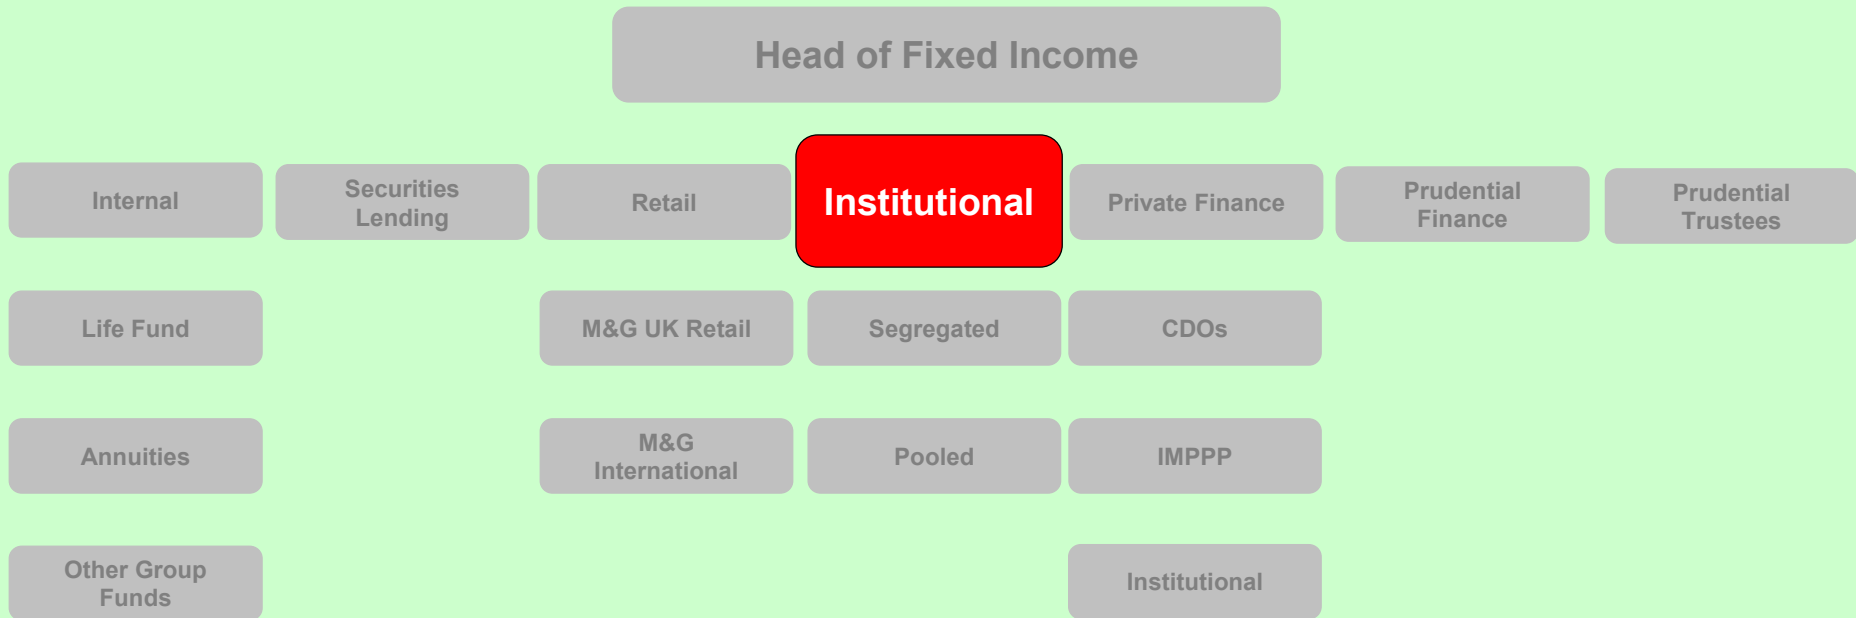 Head of Fixed Income
Internal
Securities
Lending
Retail
Institutional
Private Finance
Prudential
Finance
Prudential
Trustees
Life Fund
M&G UK Retail
Segregated
CDOs
Annuities
M&G
International
Pooled
IMPPP
Other Group
Funds
Institutional